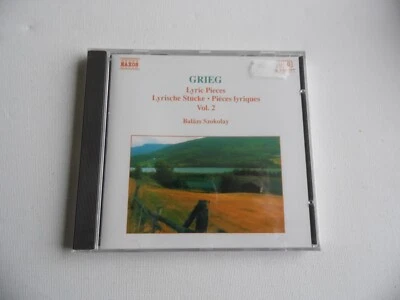 NAXOS
GRIEG
Lyric Pieces
Lyrische Stücke • Pièces lyriques
Vol. 2
Balázs Szokolay